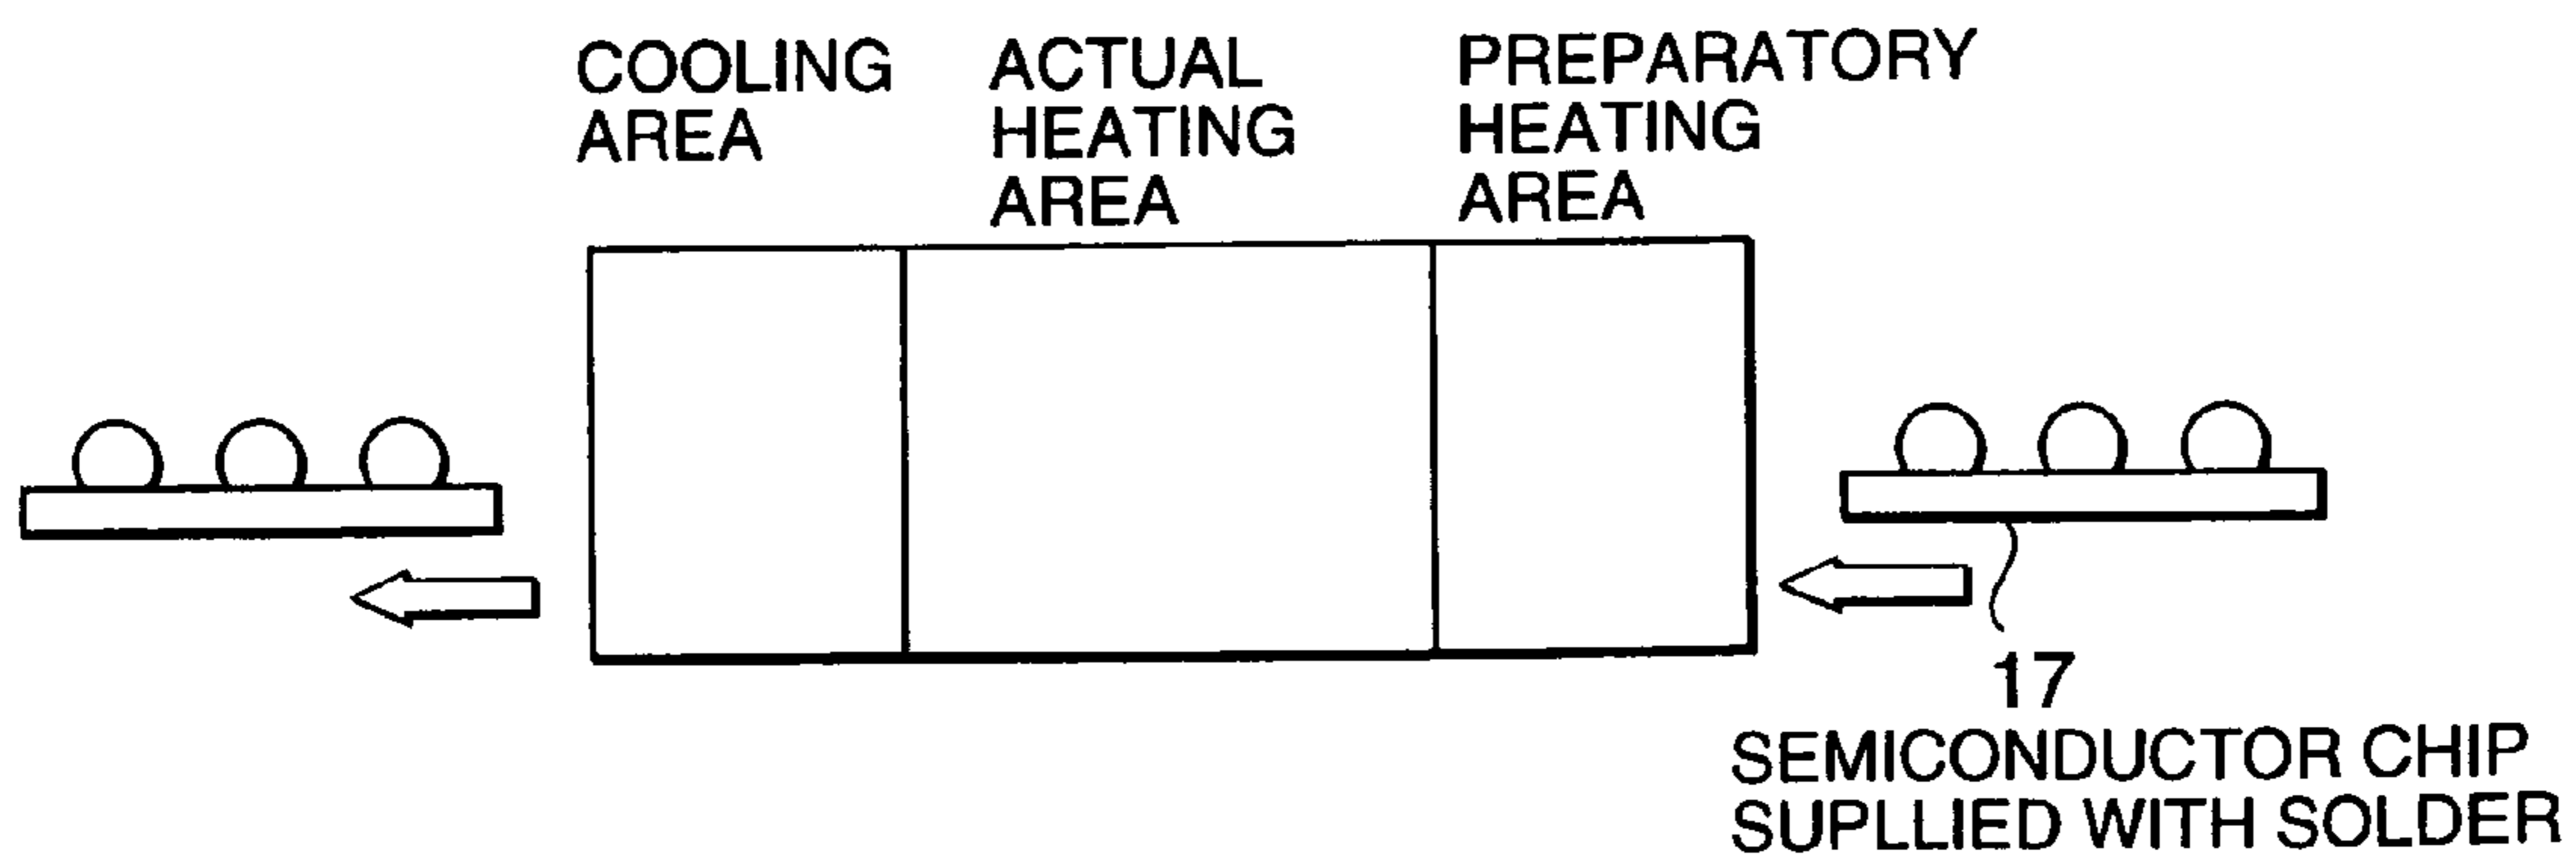 COOLING
AREA
ACTUAL
HEATING
AREA
PREPARATORY
HEATING
AREA
17
SEMICONDUCTOR CHIP
SUPLLIED WITH SOLDER